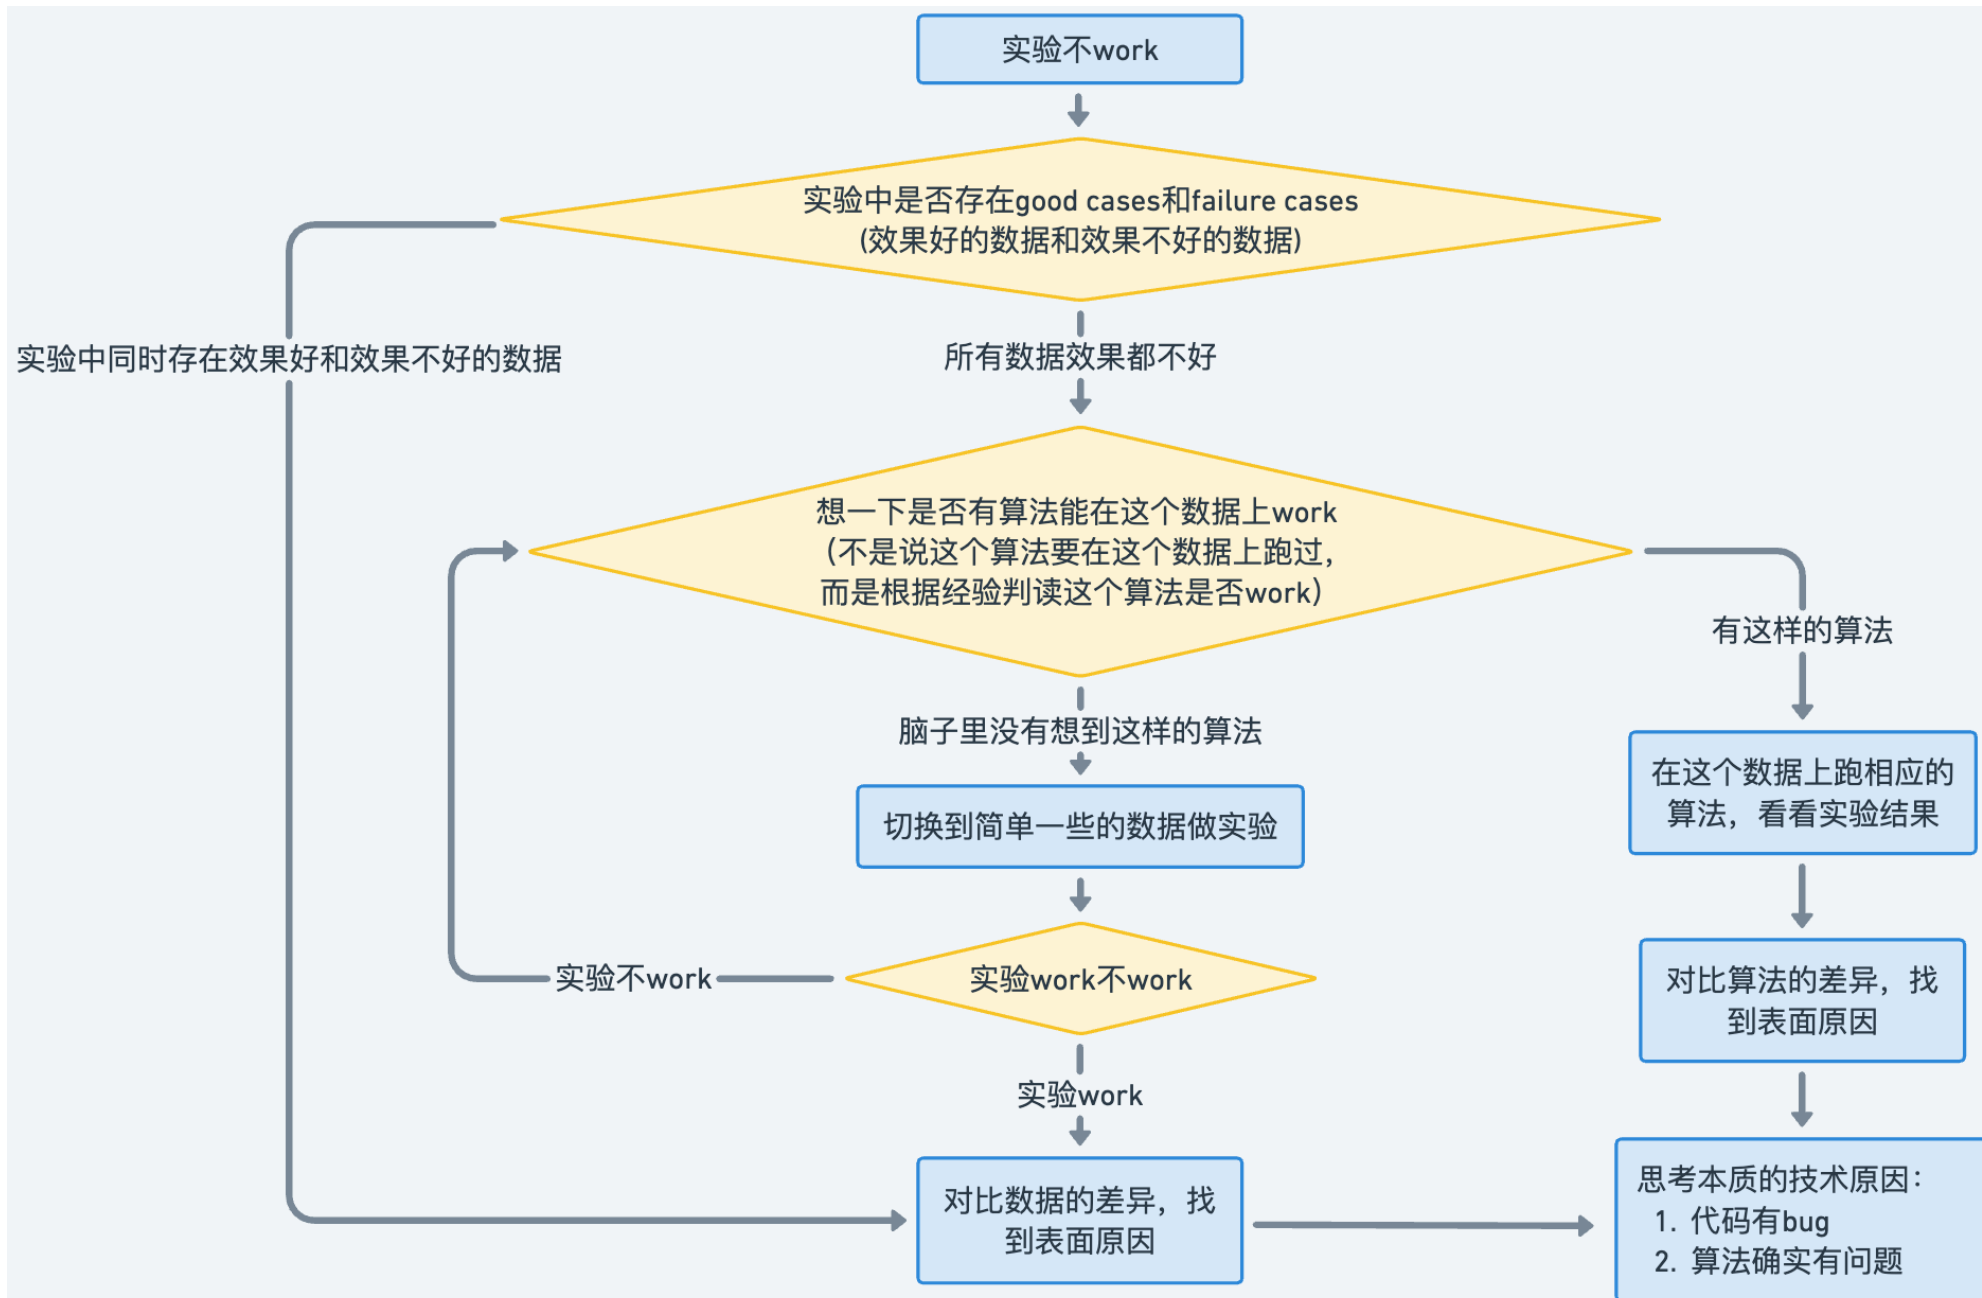 实验不work
实验中是否存在good cases和failure cases
(效果好的数据和效果不好的数据)
实验中同时存在效果好和效果不好的数据
所有数据效果都不好
想一下是否有算法能在这个数据上work
（不是说这个算法要在这个数据上跑过，
而是根据经验判读这个算法是否work）
有这样的算法
脑子里没有想到这样的算法
在这个数据上跑相应的
算法，看看实验结果
切换到简单一些的数据做实验
实验不work
实验work不work
对比算法的差异，找
到表面原因
实验work
对比数据的差异，找
到表面原因
思考本质的技术原因：
1. 代码有bug
2. 算法确实有问题